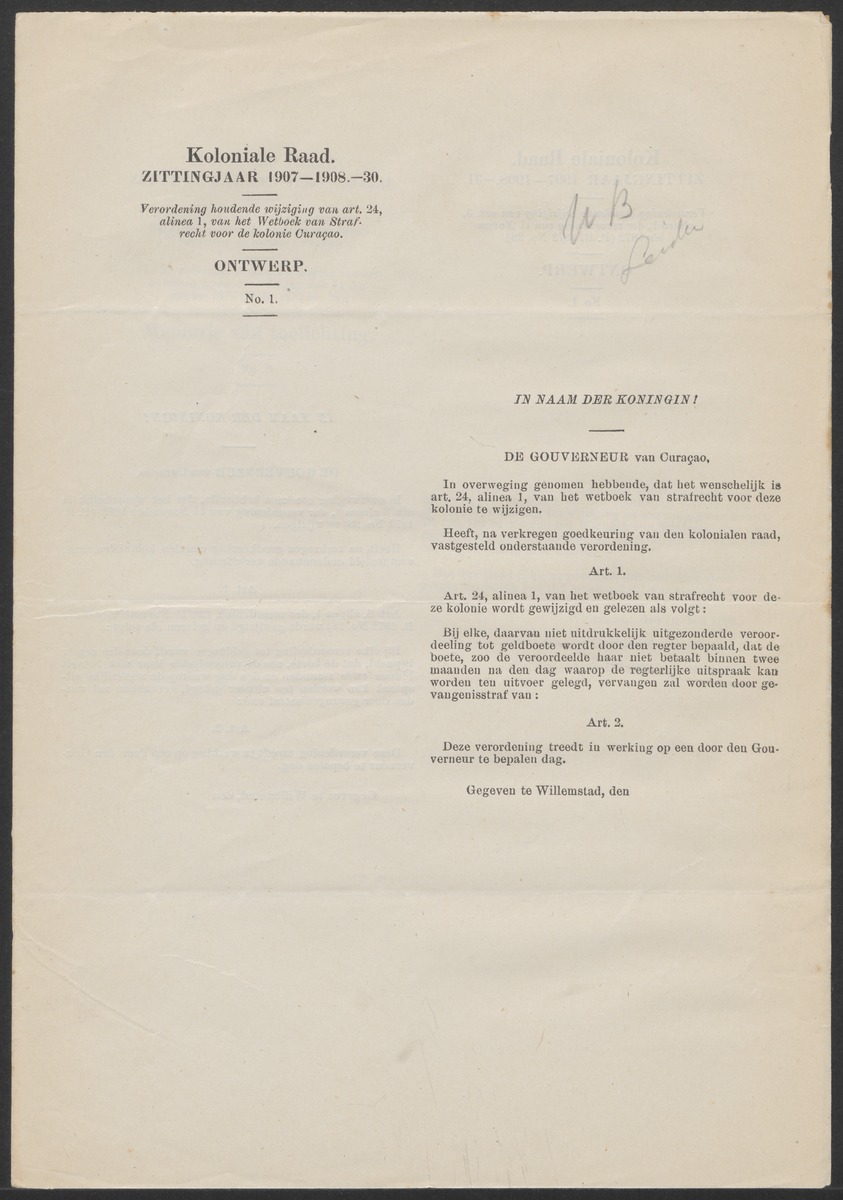 Koloniale Raad.
ZITTINGJAAR 1907—1908.—30.
Verordening houdende wijziging van art. 24,
alinea 1, van het Wetboek van Straf-
recht voor de kolonie Curaçao.
ONTWERP.
No. 1.
B
Leiden
IN NAAM DER KONINGIN!
DE GOUVERNEUR van Curaçao,
In overweging genomen hebbende, dat het wenschelijk is
art. 24, alinea 1, van het wetboek van strafrecht voor deze
kolonie te wijzigen.
Heeft, na verkregen goedkeuring van den kolonialen raad,
vastgesteld onderstaande verordening.
Art. 1.
Art. 24, alinea 1, van het wetboek van strafrecht voor de-
ze kolonie wordt gewijzigd en gelezen als volgt:
Bij elke, daarvan niet uitdrukkelijk uitgezonderde veroor-
deeling tot geldboete wordt door den regter bepaald, dat de
boete, zoo de veroordeelde haar niet betaalt binnen twee
maanden na den dag waarop de regterlijke uitspraak kan
worden ten uitvoer gelegd, vervangen zal worden door ge-
vangenisstraf van:
Art. 2.
Deze verordening treedt in werking op een door den Gou-
verneur te bepalen dag.
Gegeven te Willemstad, den